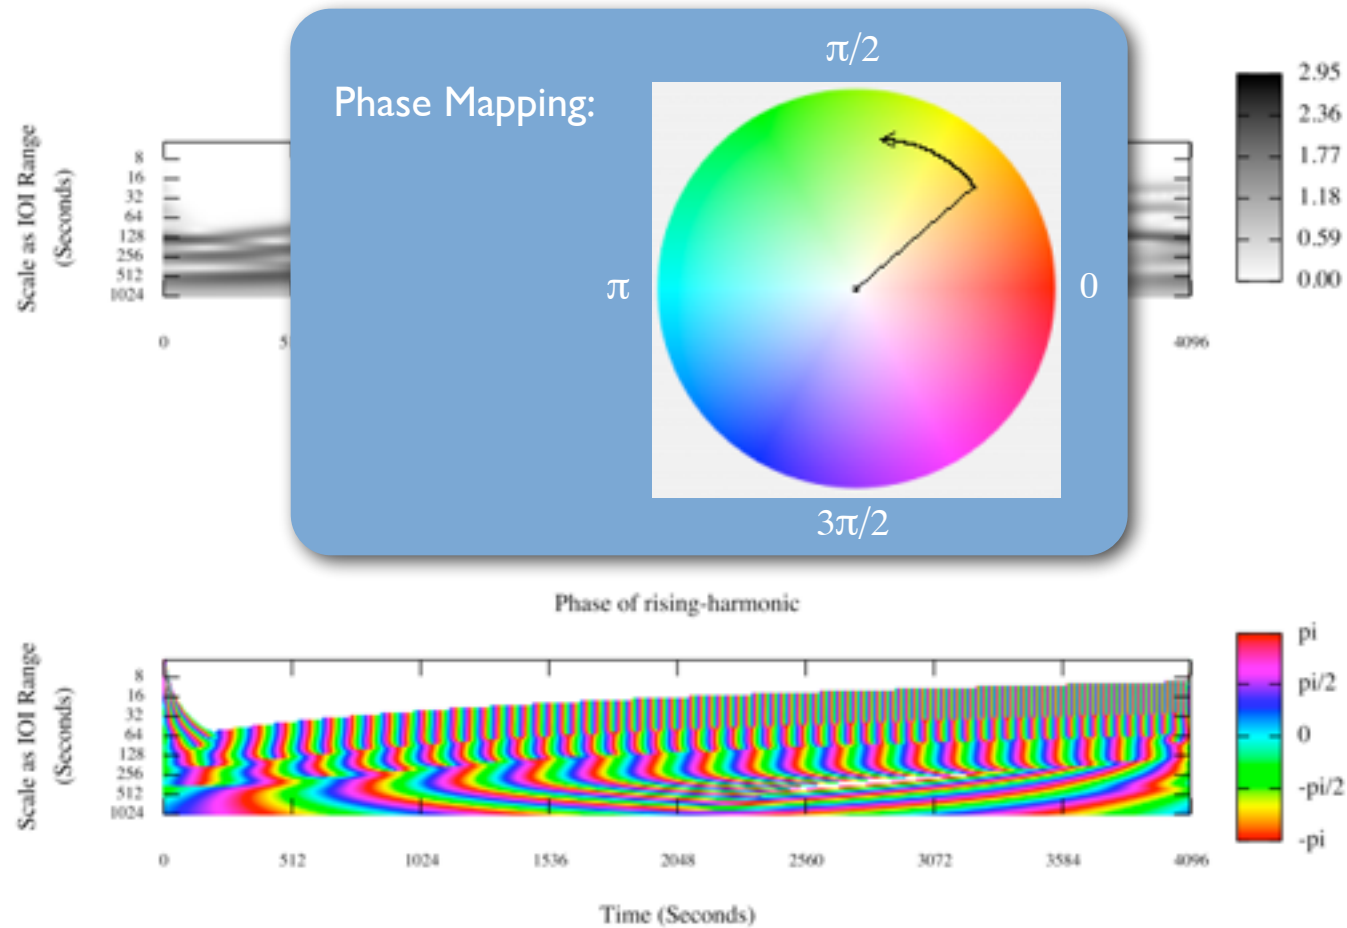 Phase Mapping:
π/2
π
0
3π/2
Scale as IOI Range
(Seconds)
8
16
32
64
128
256
512
1024
0
4096
2.95
2.36
1.77
1.18
0.59
0.00
Phase of rising-harmonic
Scale as IOI Range
(Seconds)
8
16
32
64
128
256
512
1024
0 512 1024 1536 2048 2560 3072 3584 4096
Time (Seconds)
pi
pi/2
0
-pi/2
-pi